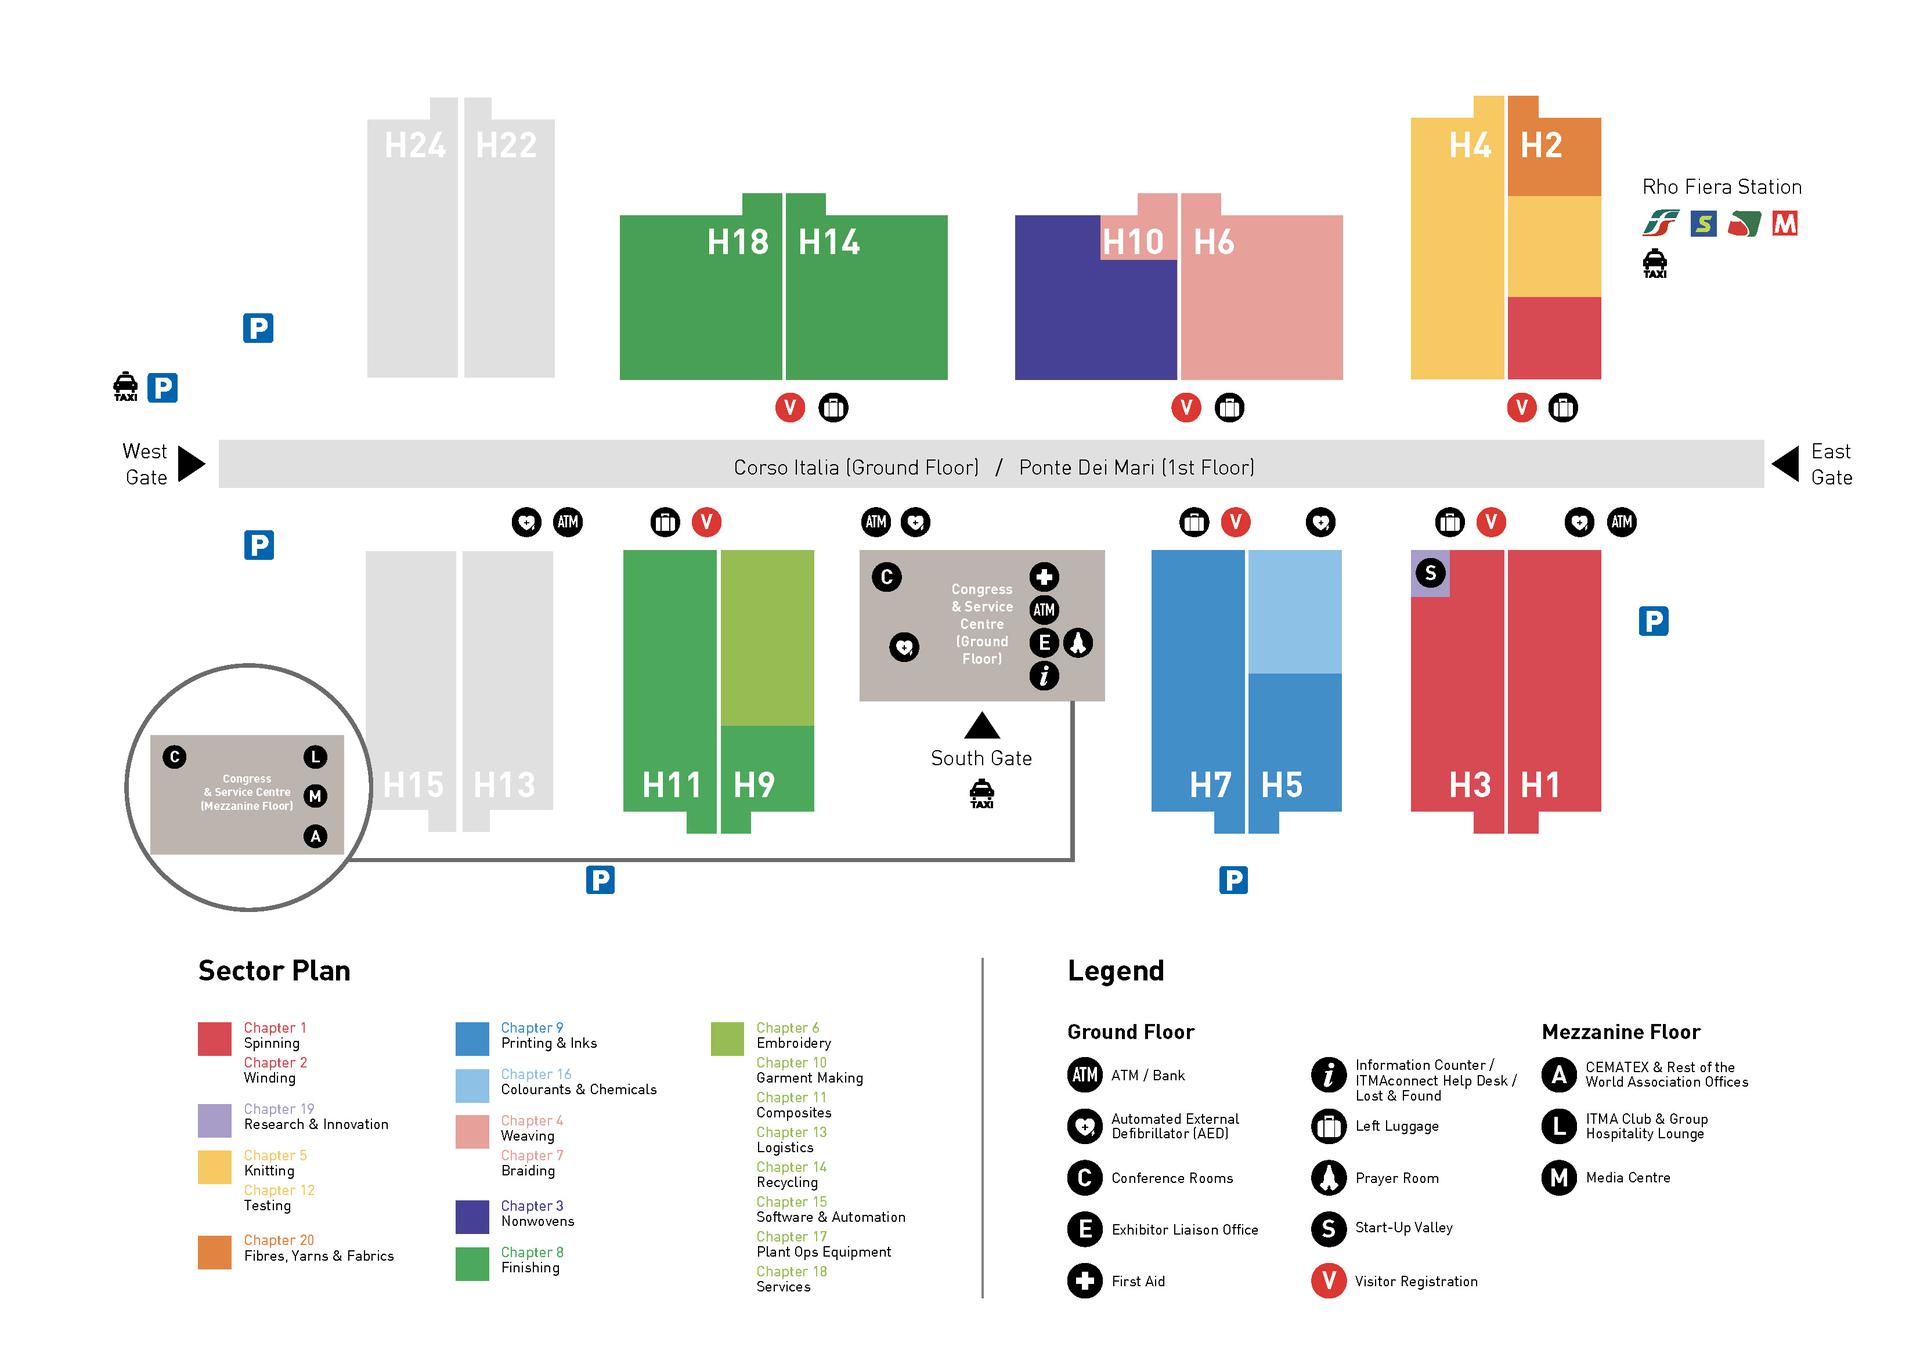 H24 H22
H18 H14
H10 H6
H4 H2
Rho Fiera Station
S M
TAXI
P
TAXI P
V V V
West
Gate
Corso Italia (Ground Floor) / Ponte Dei Mari (1st Floor)
East
Gate
P
ATM V ATM V V ATM
C
Congress
& Service
Centre
(Ground
Floor)
ATM
E
i
S
P
South Gate
TAXI
C
Congress
& Service Centre
(Mezzanine Floor)
L
M
A
H15 H13
H11 H9
H7 H5
H3 H1
P P
Sector Plan
Chapter 1
Spinning
Chapter 2
Winding
Chapter 19
Research & Innovation
Chapter 5
Knitting
Chapter 12
Testing
Chapter 20
Fibres, Yarns & Fabrics
Chapter 9
Printing & Inks
Chapter 16
Colourants & Chemicals
Chapter 4
Weaving
Chapter 7
Braiding
Chapter 3
Nonwovens
Chapter 8
Finishing
Chapter 6
Embroidery
Chapter 10
Garment Making
Chapter 11
Composites
Chapter 13
Logistics
Chapter 14
Recycling
Chapter 15
Software & Automation
Chapter 17
Plant Ops Equipment
Chapter 18
Services
Legend
Ground Floor
ATM ATM / Bank
Automated External
Defibrillator (AED)
C Conference Rooms
E Exhibitor Liaison Office
First Aid
i Information Counter /
ITMAconnect Help Desk /
Lost & Found
Left Luggage
Prayer Room
S Start-Up Valley
V Visitor Registration
Mezzanine Floor
A CEMATEX & Rest of the
World Association Offices
L ITMA Club & Group
Hospitality Lounge
M Media Centre